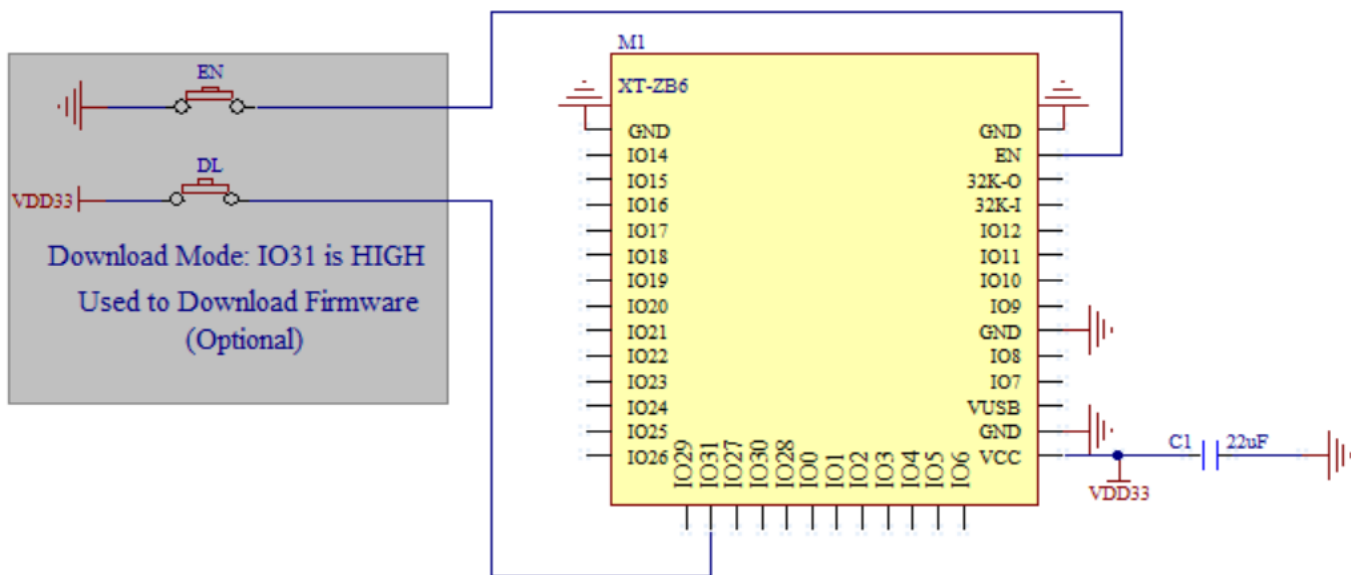 M1
XT-ZB6
EN
DL
VDD33
Download Mode: IO31 is HIGH
Used to Download Firmware
(Optional)
GND
IO14
IO15
IO16
IO17
IO18
IO19
IO20
IO21
IO22
IO23
IO24
IO25
IO26
IO29
IO31
IO27
IO30
IO28
IO0
IO1
IO2
IO3
IO4
IO5
IO6
GND
EN
32K-O
32K-I
IO12
IO11
IO10
IO9
GND
IO8
IO7
VUSB
GND
VCC
C1 22uF
VDD33